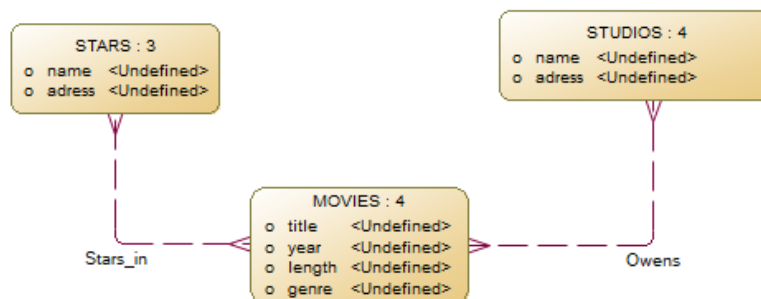 STARS : 3
o name <Undefined>
o adress <Undefined>
STUDIOS : 4
o name <Undefined>
o adress <Undefined>
MOVIES : 4
o title <Undefined>
o year <Undefined>
o length <Undefined>
o genre <Undefined>
Stars_in
Owens